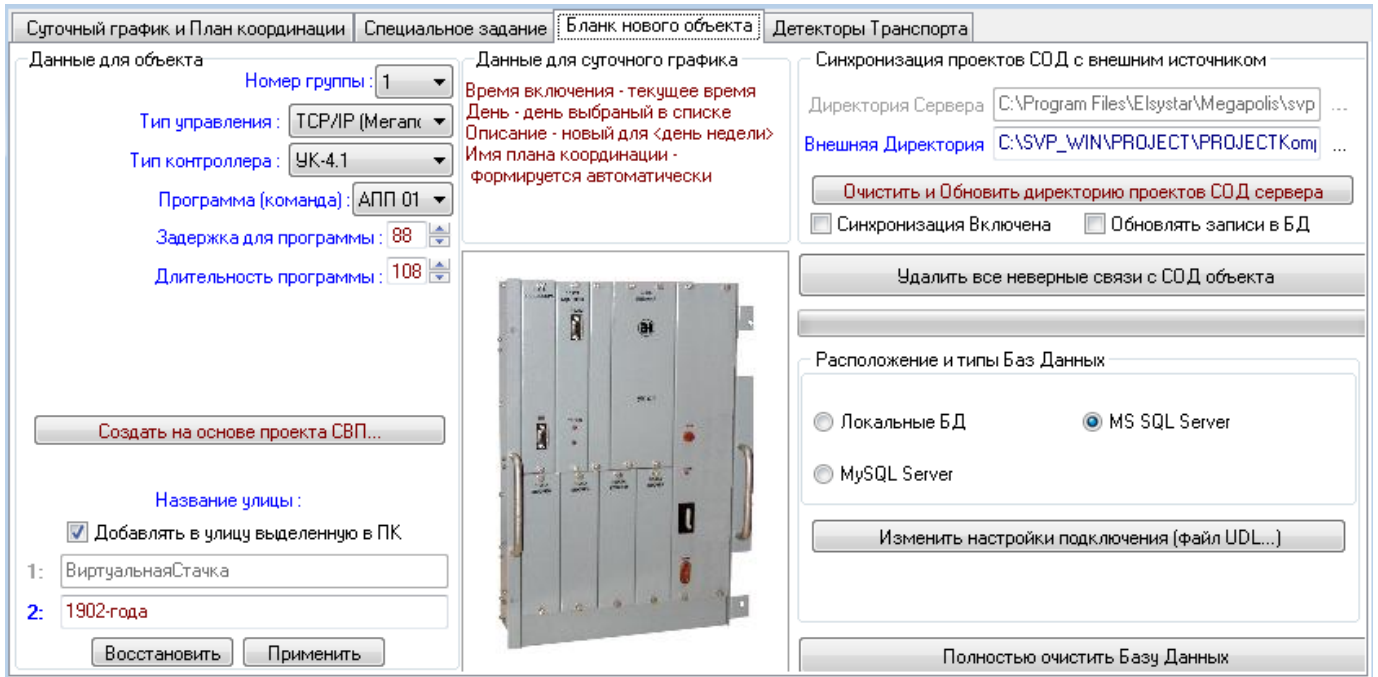 Суточный график и План координации
Специальное задание
Бланк нового объекта
Детекторы Транспорта
Данные для объекта
Номер группы : 1
Тип управления : TCP/IP (Мегапо
Тип контроллера : УК-4.1
Программа (команда) : АПП 01
Задержка для программы : 88
Длительность программы : 108
Создать на основе проекта СВП...
Название улицы :
Добавлять в улицу выделенную в ПК
1: ВиртуальнаяСтачка
2: 1902-года
Восстановить
Применить
Данные для суточного графика
Время включения - текущее время
День - день выбраный в списке
Описание - новый для <день недели>
Имя плана координации -
формируется автоматически
Синхронизация проектов СОД с внешним источником
Директория Сервера C:\Program Files\Elsystar\Megapolis\svp ...
Внешняя Директория C:\SVP_WIN\PROJECT\PROJECTKomp ...
Очистить и Обновить директорию проектов СОД сервера
Синхронизация Включена
Обновлять записи в БД
Удалить все неверные связи с СОД объекта
Расположение и типы Баз Данных
Локальные БД
MS SQL Server
MySQL Server
Изменить настройки подключения (файл UDL...)
Полностью очистить Базу Данных